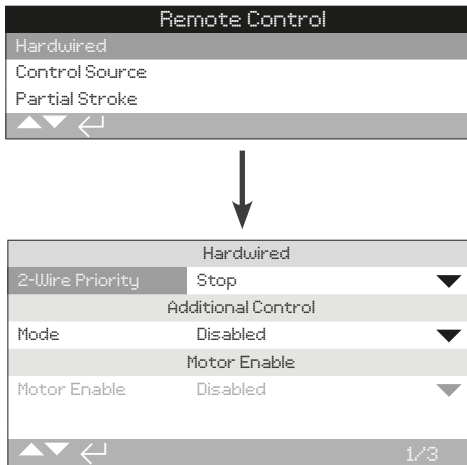 Remote Control
Hardwired
Control Source
Partial Stroke
Hardwired
2-Wire Priority Stop
Additional Control
Mode Disabled
Motor Enable
Motor Enable Disabled
1/3